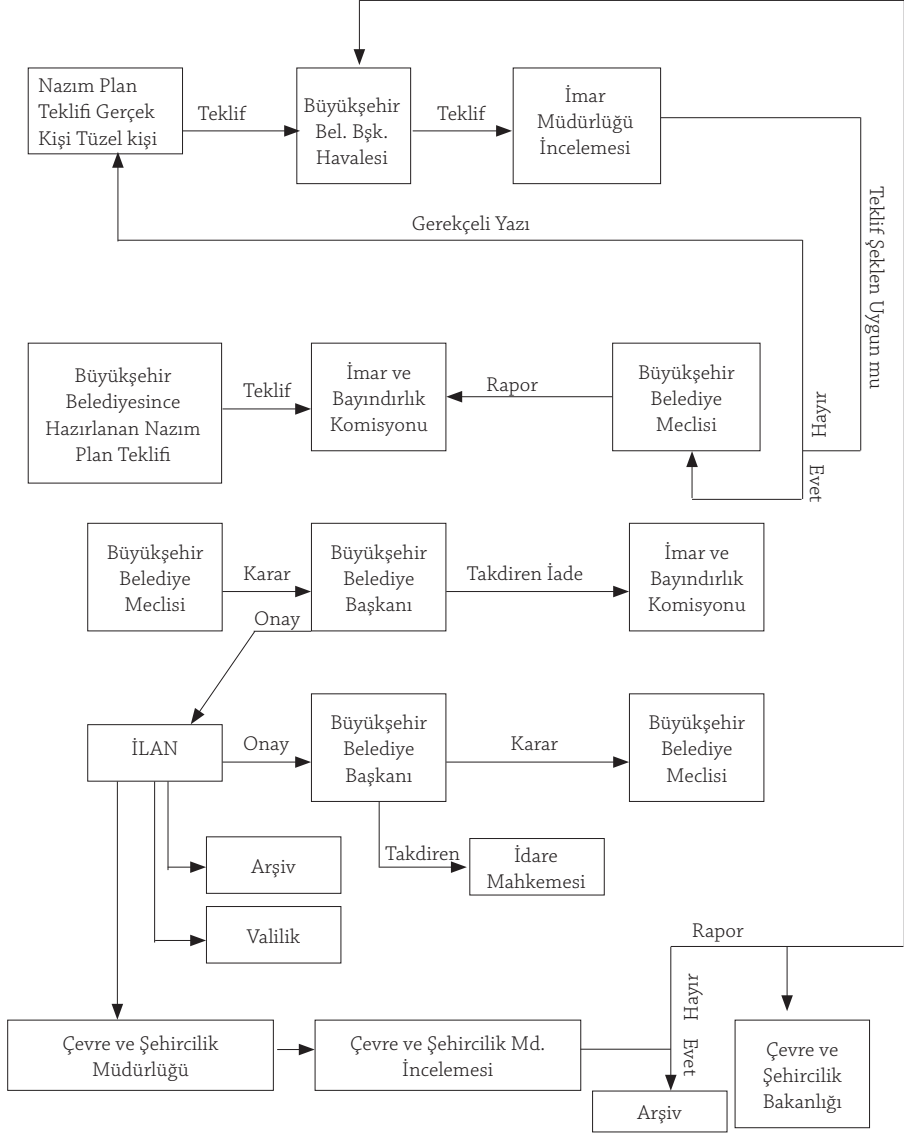 Nazım Plan
Teklifi Gerçek
Kişi Tüzel kişi
Teklif
Büyükşehir
Bel. Bşk.
Havalesi
Teklif
İmar
Müdürlüğü
İncelemesi
Teklif Şeklen Uygun mu
Gerekçeli Yazı
Büyükşehir
Belediyesince
Hazırlanan Nazım
Plan Teklifi
Teklif
İmar ve
Bayındırlık
Komisyonu
Rapor
Büyükşehir
Belediye
Meclisi
Hayır
Evet
Büyükşehir
Belediye
Meclisi
Karar
Büyükşehir
Belediye
Başkanı
Takdiren İade
İmar ve
Bayındırlık
Komisyonu
Onay
İLAN
Onay
Büyükşehir
Belediye
Başkanı
Karar
Büyükşehir
Belediye
Meclisi
Takdiren
İdare
Mahkemesi
Arşiv
Valilik
Rapor
Çevre ve Şehircilik
Müdürlüğü
Çevre ve Şehircilik Md.
İncelemesi
Hayır
Evet
Arşiv
Çevre ve
Şehircilik
Bakanlığı